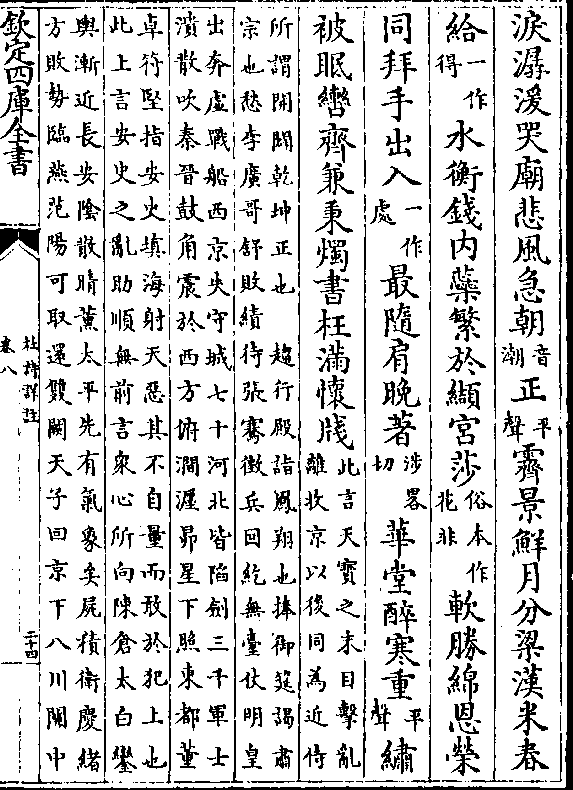 淚潺湲哭廟悲風急朝音潮正平聲霽景鮮月分梁漢米春
給一作得水衡錢內蘂繁於纈宮莎俗本作花非軟勝綿恩榮
同拜手出入一作處最隨肩晚著涉畧切華堂醉寒重平聲繡
被眠轡齊兼秉燭書枉滿懷牋此言天寶之末目擊亂
離收京以後同為近侍
所謂開闢乾坤正也 趨行殿詣鳳翔也捧御筵謁肅
宗也愁李廣哥舒敗績待張騫徵兵回紇無臺仗明皇
出奔虛戰船西京失守城七十河北皆陷劍三千軍士
潰散吹秦晉鼓角震於西方俯澗瀍昴星下照東都董
卓符堅指安史填海射天惡其不自量而敢於犯上也
此上言安史之亂助順無前言衆心所向陳倉太白鑾
輿漸近長安陰散晴薰太平先有氣象矣屍積衛慶緒
方敗勢臨燕范陽可取還雙闕天子回京下八川關中
欽定四庫全書
杜詩詳註
卷八
二十四